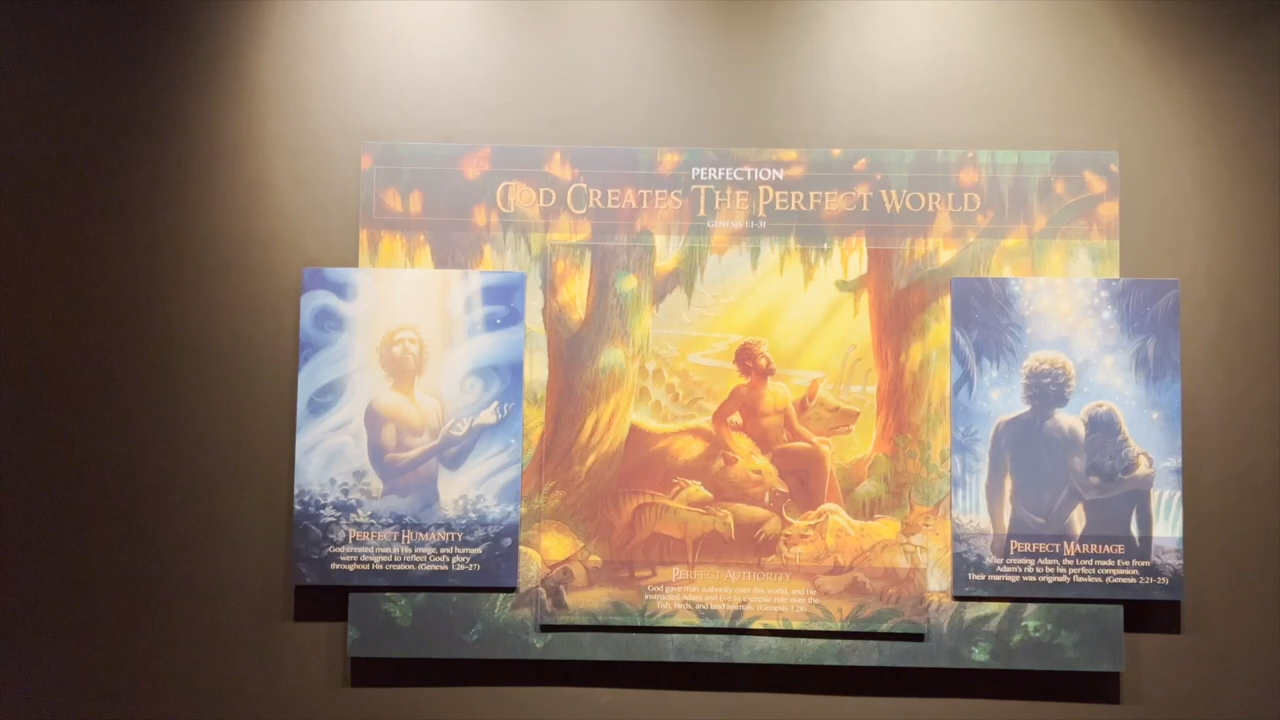 PERFECTION
GOD CREATES THE PERFECT WORLD
GENESIS 1:1-31
PERFECT HUMANITY
God created man in His image, and humans
were designed to reflect God's glory
throughout His creation. (Genesis 1:26-27)
PERFECT AUTHORITY
God gave man authority over this world, and He
instructed Adam and Eve to exercise rule over the
fish, birds, and land animals. (Genesis 1:28)
PERFECT MARRIAGE
After creating Adam, the Lord made Eve from
Adam's rib to be his perfect companion.
Their marriage was originally flawless. (Genesis 2:21-25)